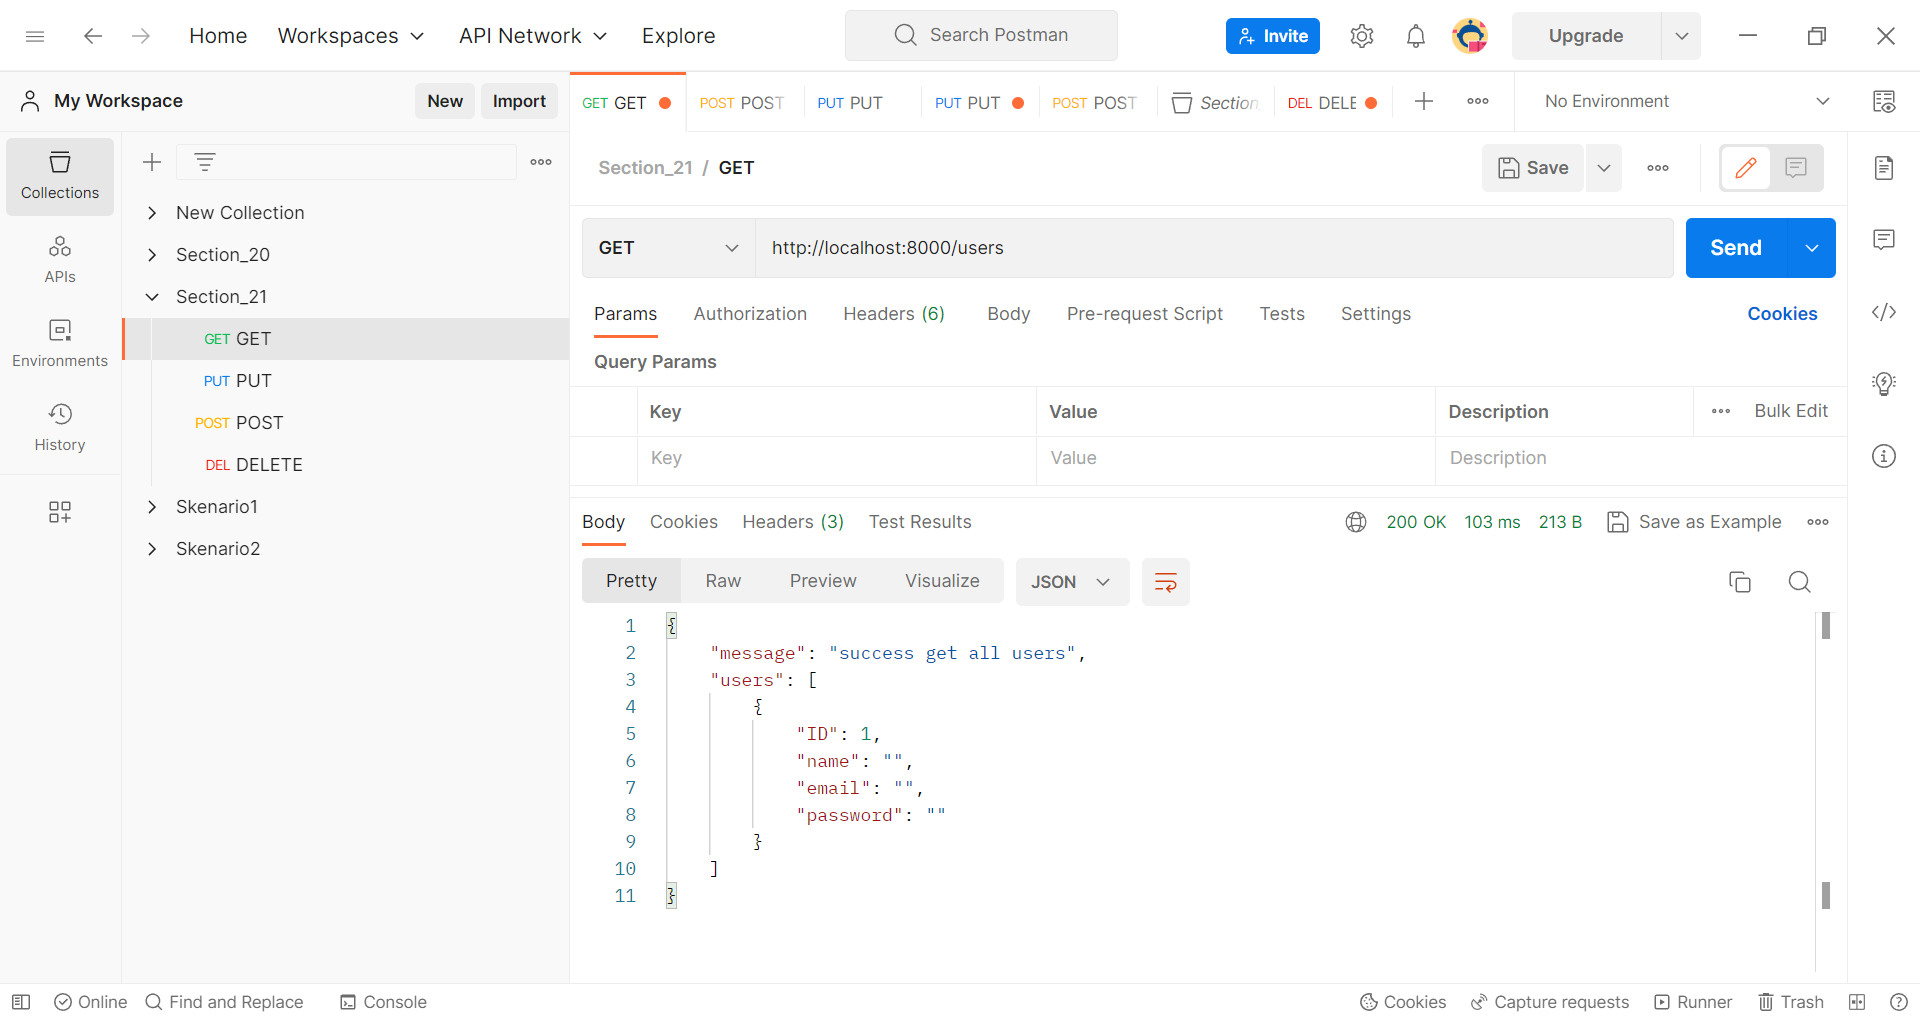 Home Workspaces API Network Explore Search Postman Invite Upgrade
My Workspace New Import GET GET POST POST PUT PUT PUT PUT POST POST Section DEL DELE No Environment
Collections
APIs
Environments
History
New Collection
Section_20
Section_21
GET GET
PUT PUT
POST POST
DEL DELETE
Skenario1
Skenario2
Section_21 / GET Save
GET http://localhost:8000/users Send
Params Authorization Headers (6) Body Pre-request Script Tests Settings Cookies
Query Params
Key Value Description Bulk Edit
Key Value Description
Body Cookies Headers (3) Test Results 200 OK 103 ms 213 B Save as Example
Pretty Raw Preview Visualize JSON
1 {
2 "message": "success get all users",
3 "users": [
4 {
5 "ID": 1,
6 "name": "",
7 "email": "",
8 "password": ""
9 }
10 ]
11 }
Online Find and Replace Console Cookies Capture requests Runner Trash